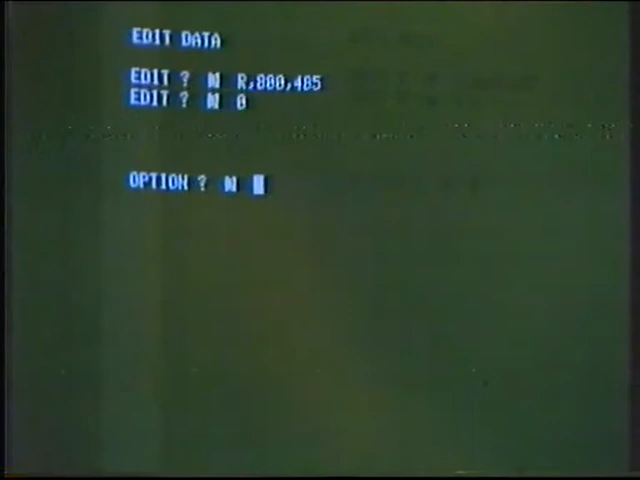 EDIT DATA
EDIT ? N R,800,485
EDIT ? N 0
OPTION ? N